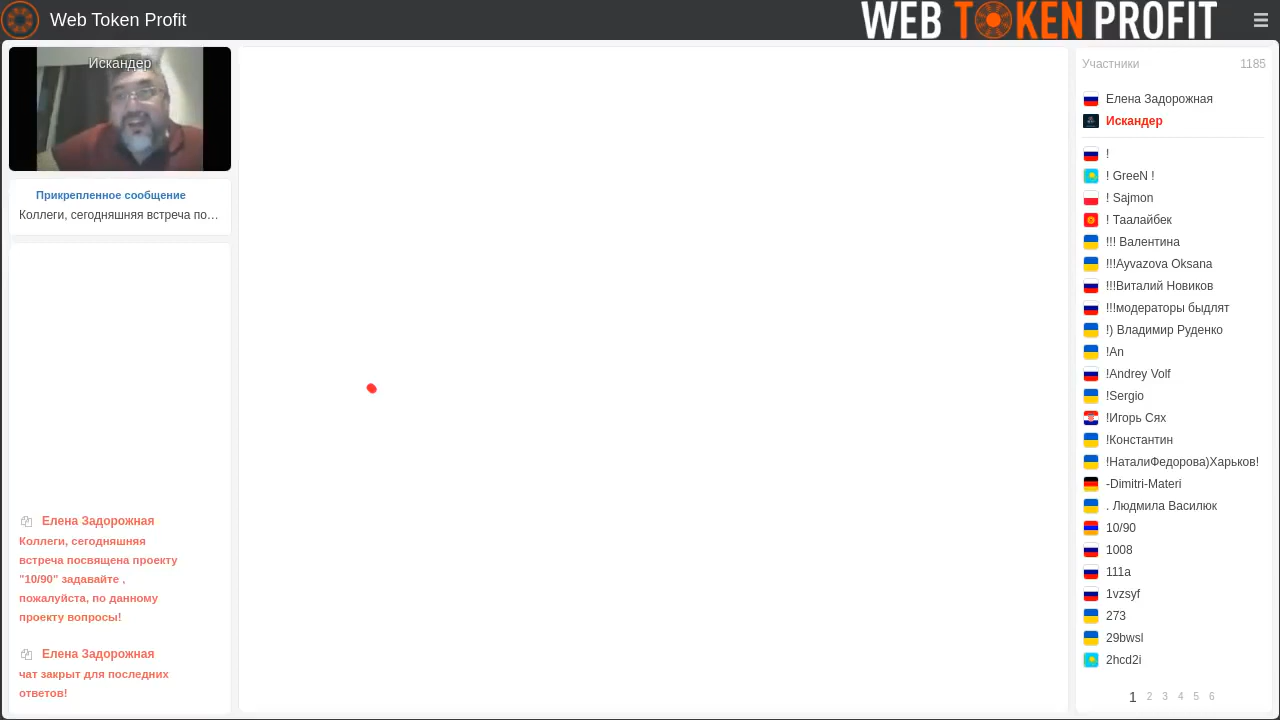 Web Token Profit
WEB TOKEN PROFIT
Искандер
Прикрепленное сообщение
Коллеги, сегодняшняя встреча по…
Елена Задорожная
Коллеги, сегодняшняя
встреча посвящена проекту
"10/90" задавайте ,
пожалуйста, по данному
проекту вопросы!
Елена Задорожная
чат закрыт для последних
ответов!
Участники 1185
Елена Задорожная
Искандер
!
! GreeN !
! Sajmon
! Таалайбек
!!! Валентина
!!!Ayvazova Oksana
!!!Виталий Новиков
!!!модераторы быдлят
!) Владимир Руденко
!An
!Andrey Volf
!Sergio
!Игорь Сях
!Константин
!НаталиФедорова)Харьков!
-Dimitri-Materi
. Людмила Василюк
10/90
1008
111a
1vzsyf
273
29bwsl
2hcd2i
1 2 3 4 5 6